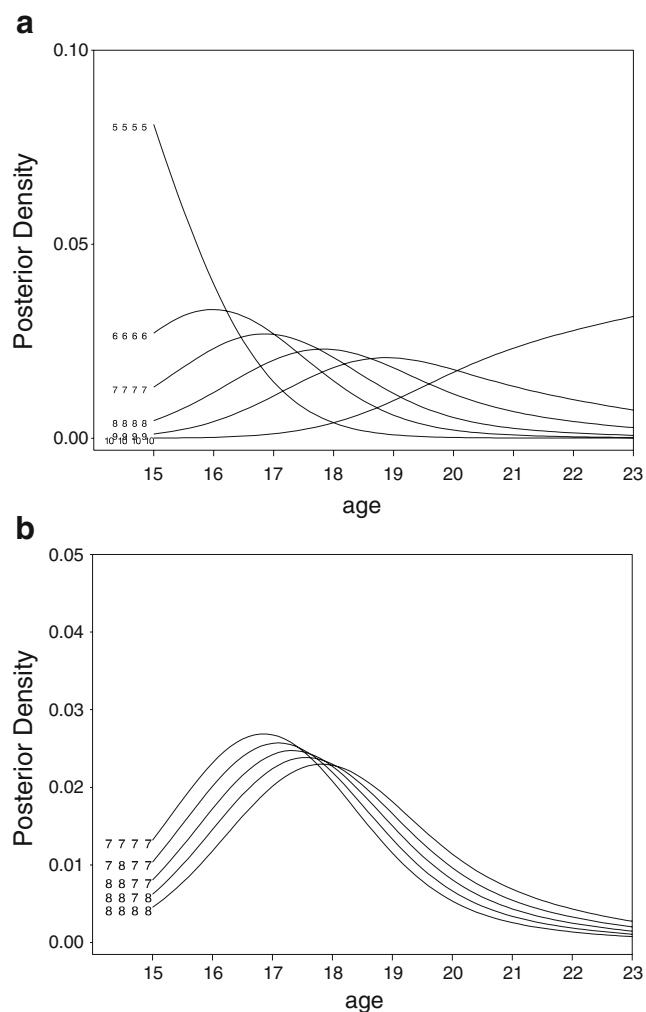 a
0.10
0.05
0.00
Posterior Density
5 5 5 5
6 6 6 6
7 7 7 7
8 8 8 8
9 9 9 9
10 10 10 10
15 16 17 18 19 20 21 22 23
age
b
0.05
0.04
0.03
0.02
0.01
0.00
Posterior Density
7 7 7 7
7 8 7 7
8 8 7 7
8 8 7 8
8 8 8 8
15 16 17 18 19 20 21 22 23
age